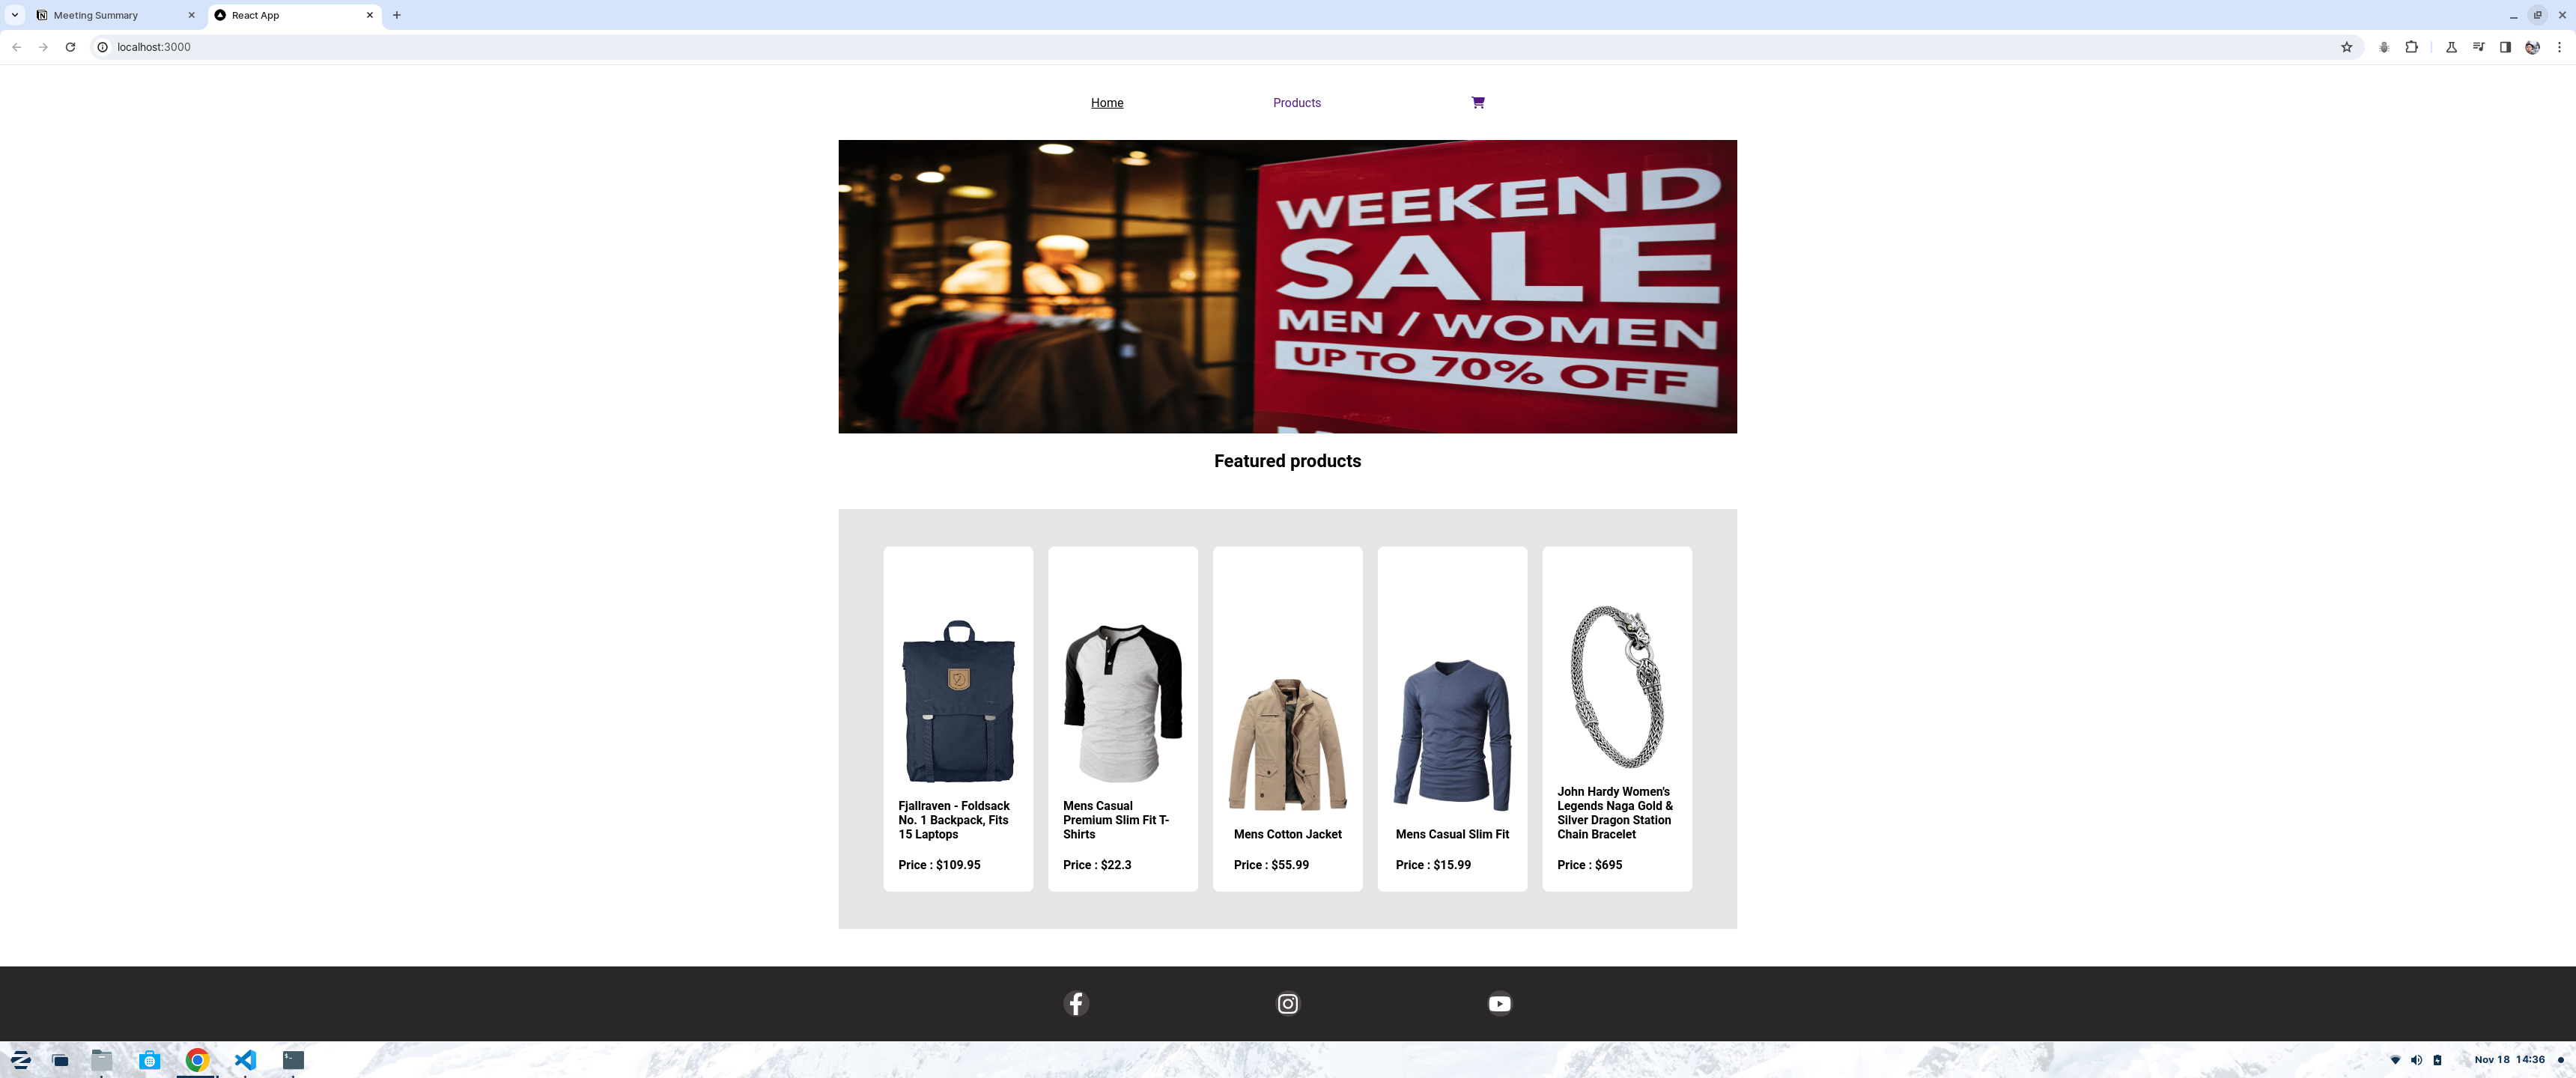 Meeting Summary
React App
localhost:3000
Home
Products
WEEKEND
SALE
MEN / WOMEN
UP TO 70% OFF
Featured products
Fjallraven - Foldsack
No. 1 Backpack, Fits
15 Laptops
Price : $109.95
Mens Casual
Premium Slim Fit T-
Shirts
Price : $22.3
Mens Cotton Jacket
Price : $55.99
Mens Casual Slim Fit
Price : $15.99
John Hardy Women's
Legends Naga Gold &
Silver Dragon Station
Chain Bracelet
Price : $695
Nov 18 14:36